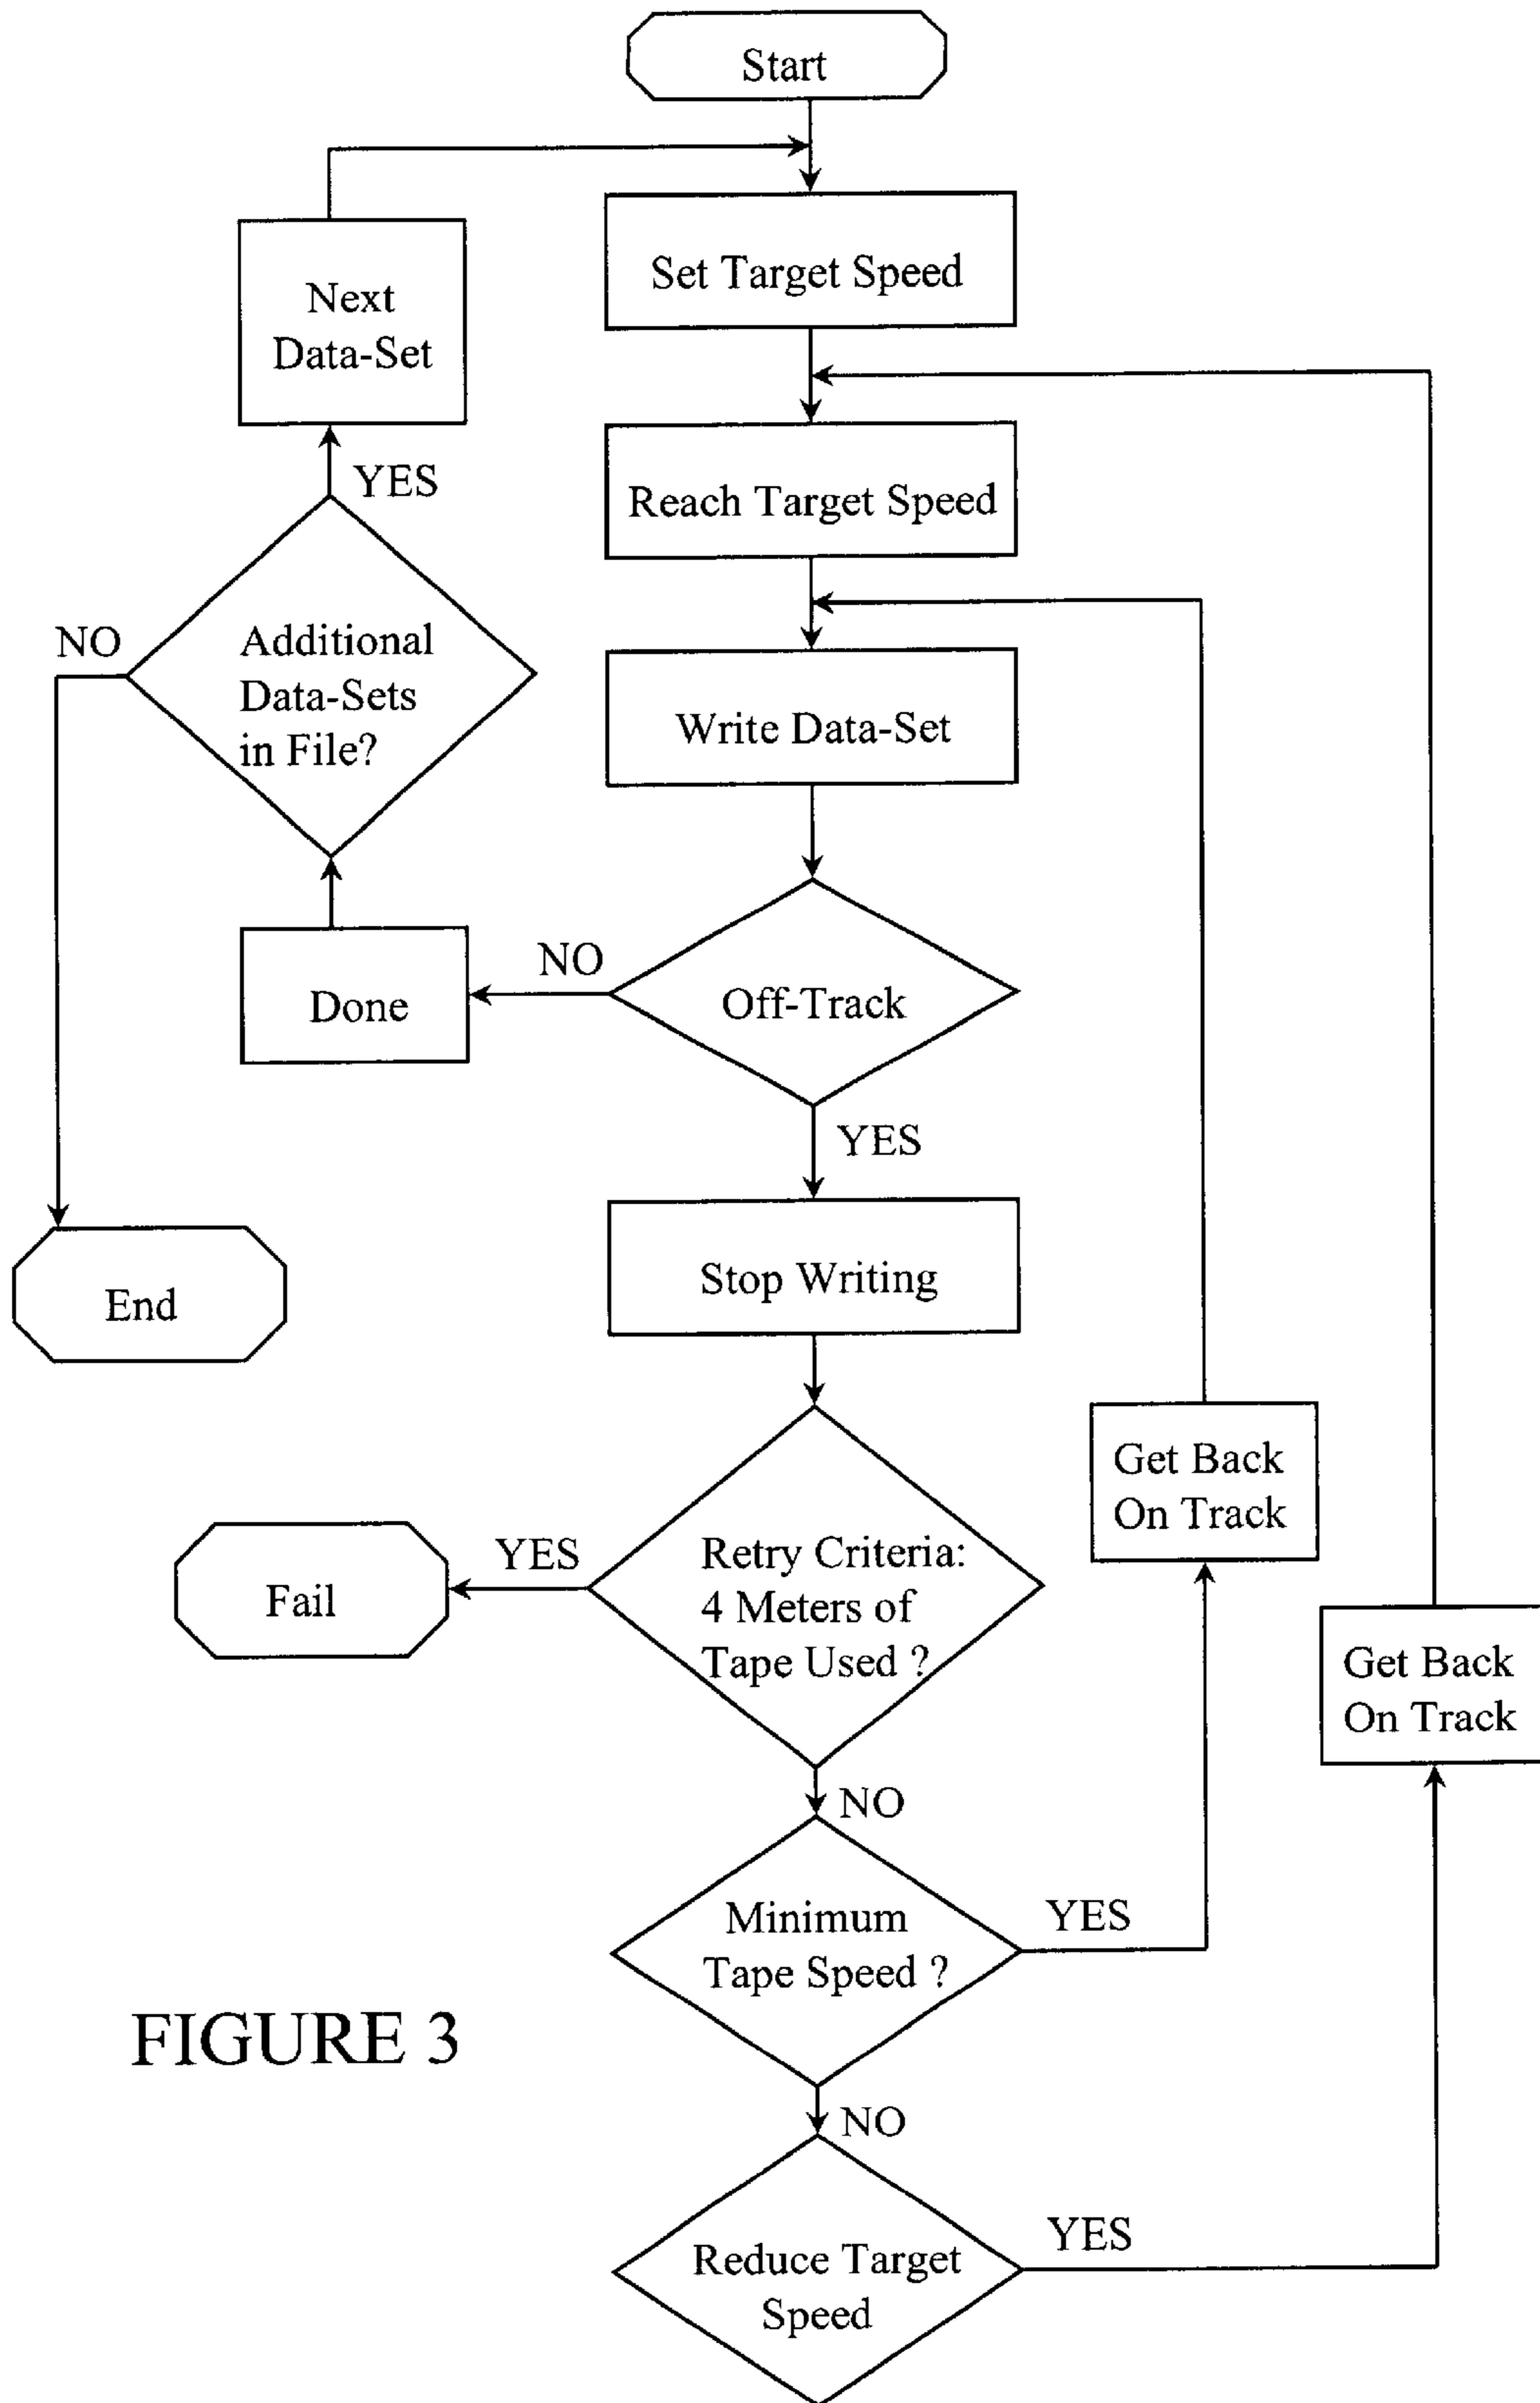 Start
Set Target Speed
Next
Data-Set
YES
Reach Target Speed
NO
Additional
Data-Sets
in File?
Write Data-Set
NO
Done
Off-Track
YES
Stop Writing
End
Get Back
On Track
YES
Fail
Retry Criteria:
4 Meters of
Tape Used ?
Get Back
On Track
NO
Minimum
Tape Speed ?
YES
FIGURE 3
NO
Reduce Target
Speed
YES